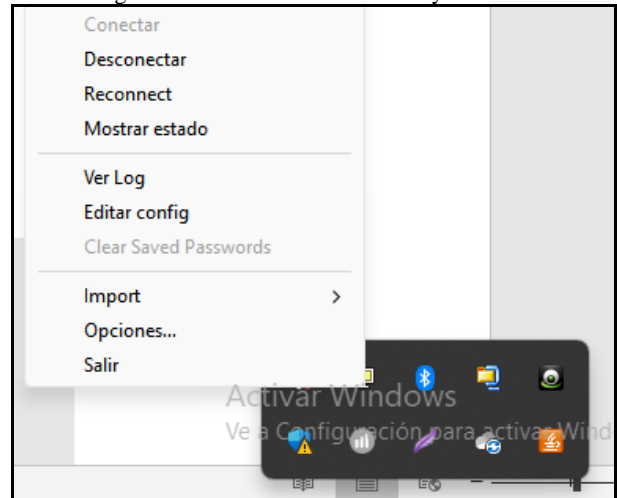 Conectar
Desconectar
Reconnect
Mostrar estado
Ver Log
Editar config
Clear Saved Passwords
Import
Opciones...
Salir
Activar Windows
Ve a Configuración para activar Wind